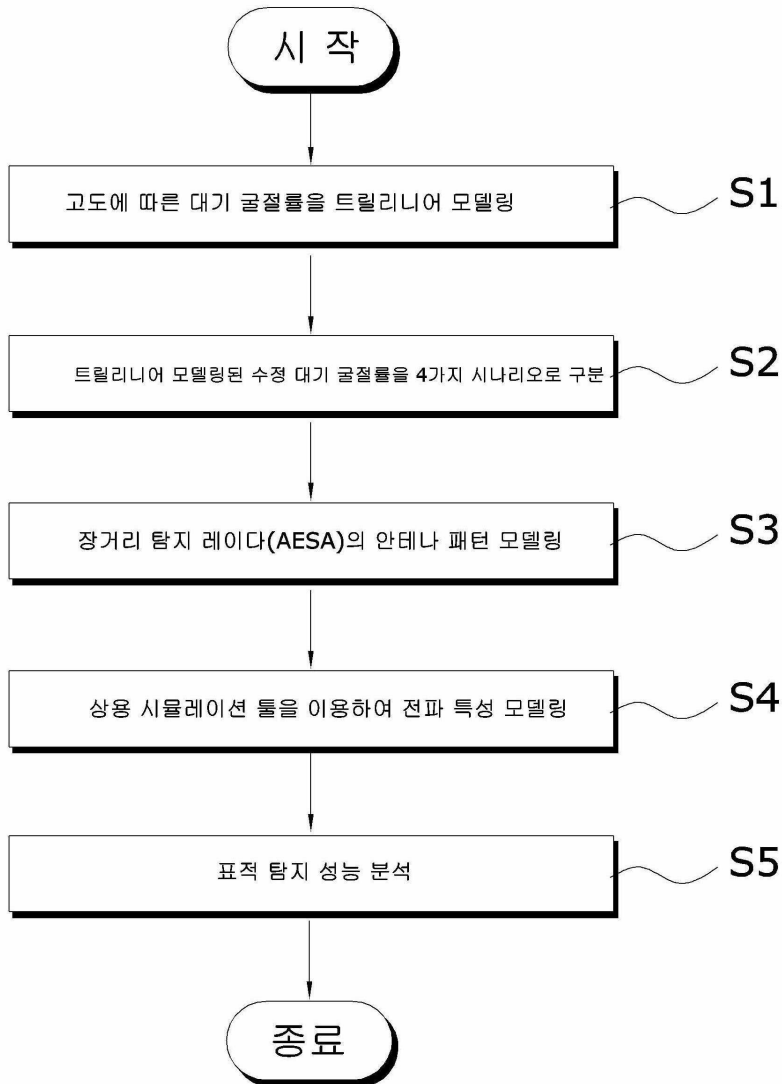 시 작
고도에 따른 대기 굴절률을 트릴리니어 모델링
S1
트릴리니어 모델링된 수정 대기 굴절률을 4가지 시나리오로 구분
S2
장거리 탐지 레이다(AESA)의 안테나 패턴 모델링
S3
상용 시뮬레이션 툴을 이용하여 전파 특성 모델링
S4
표적 탐지 성능 분석
S5
종료